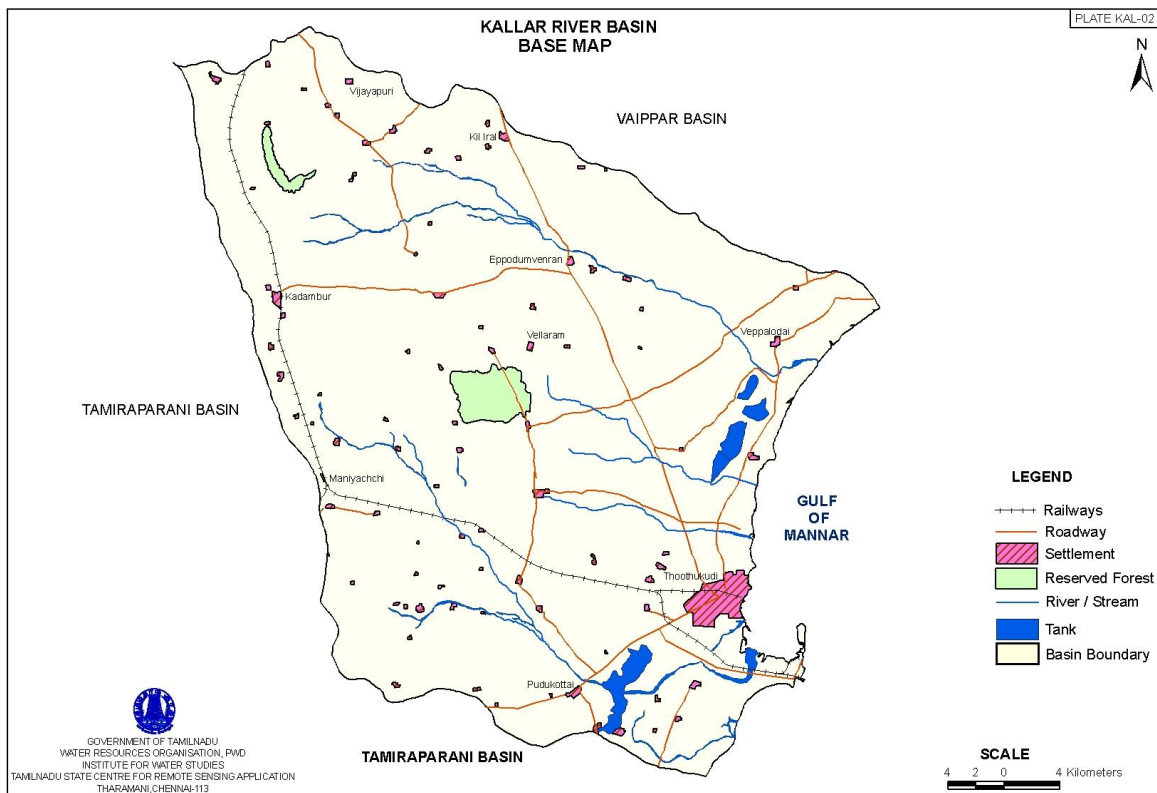 PLATE KAL-02
KALLAR RIVER BASIN
BASE MAP
N
Vijayapuri
VAIPPAR BASIN
Kil Iral
Eppodumvenran
Kadambur
Vellaram
Veppalodai
TAMIRAPARANI BASIN
Maniyachchi
GULF
OF
MANNAR
Thoothukudi
Pudukottai
TAMIRAPARANI BASIN
LEGEND
Railways
Roadway
Settlement
Reserved Forest
River / Stream
Tank
Basin Boundary
SCALE
4 2 0 4 Kilometers
GOVERNMENT OF TAMILNADU
WATER RESOURCES ORGANISATION, PWD
INSTITUTE FOR WATER STUDIES
TAMILNADU STATE CENTRE FOR REMOTE SENSING APPLICATION
THARAMANI,CHENNAI-113